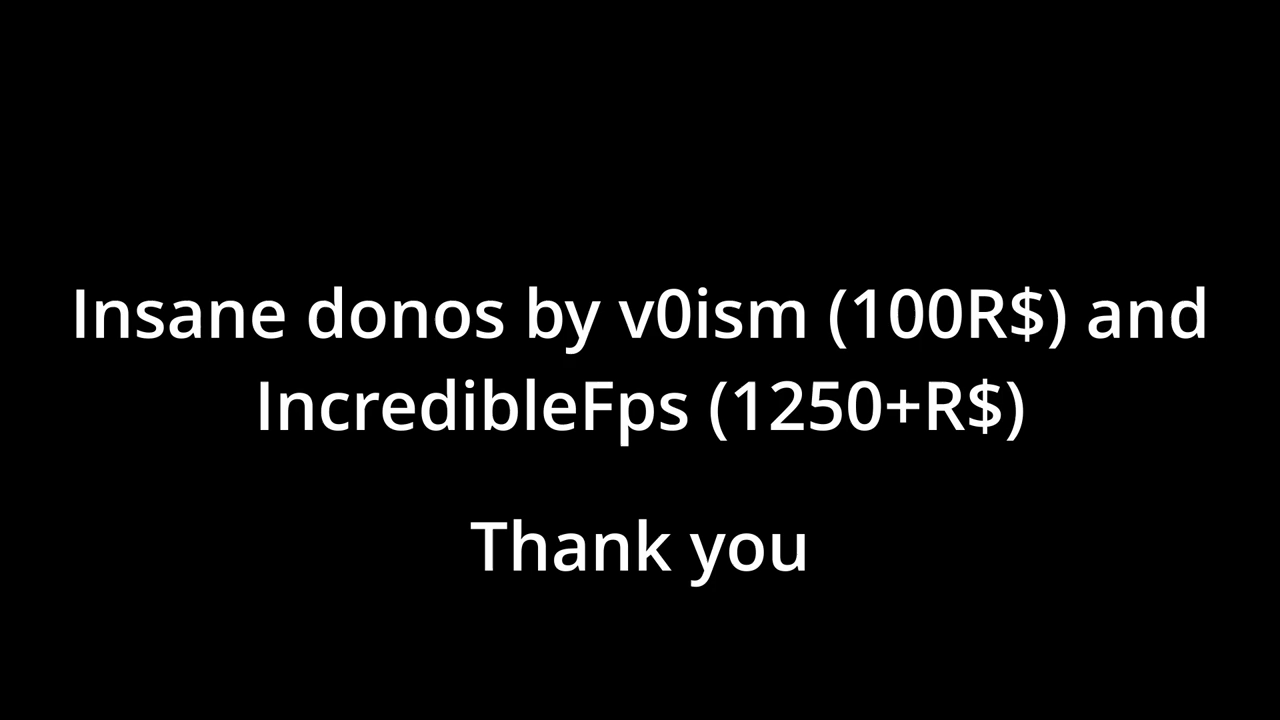 Insane donos by v0ism (100R$) and
IncredibleFps (1250+R$)
Thank you